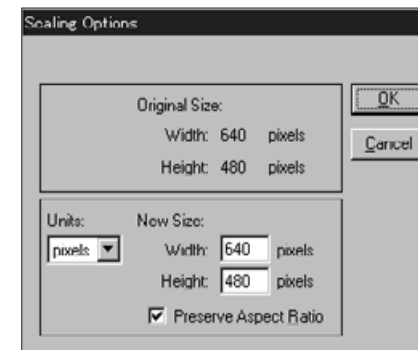 Scaling Options
Original Size:
OK
Width: 640 pixels
Cancel
Height: 480 pixels
Units: New Size:
pixels Width: 640 pixels
Height: 480 pixels
Preserve Aspect Ratio